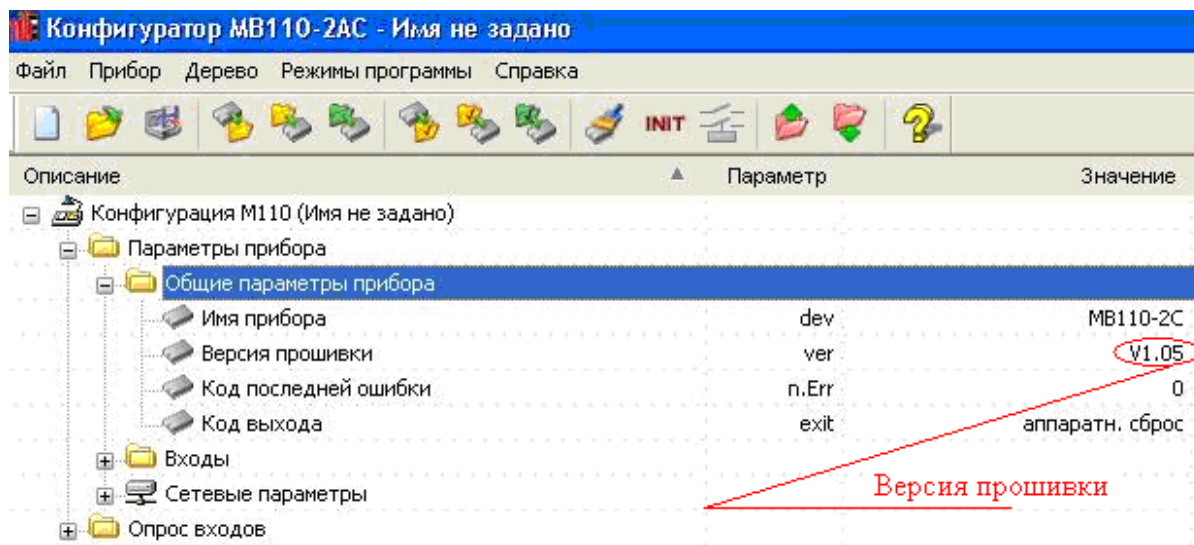 Конфигуратор МВ110-2АС - Имя не задано
Файл Прибор Дерево Режимы программы Справка
INIT
Описание Параметр Значение
Конфигурация М110 (Имя не задано)
Параметры прибора
Общие параметры прибора
Имя прибора dev МВ110-2С
Версия прошивки ver V1.05
Код последней ошибки n.Err 0
Код выхода exit аппаратн. сброс
Входы
Версия прошивки
Сетевые параметры
Опрос входов